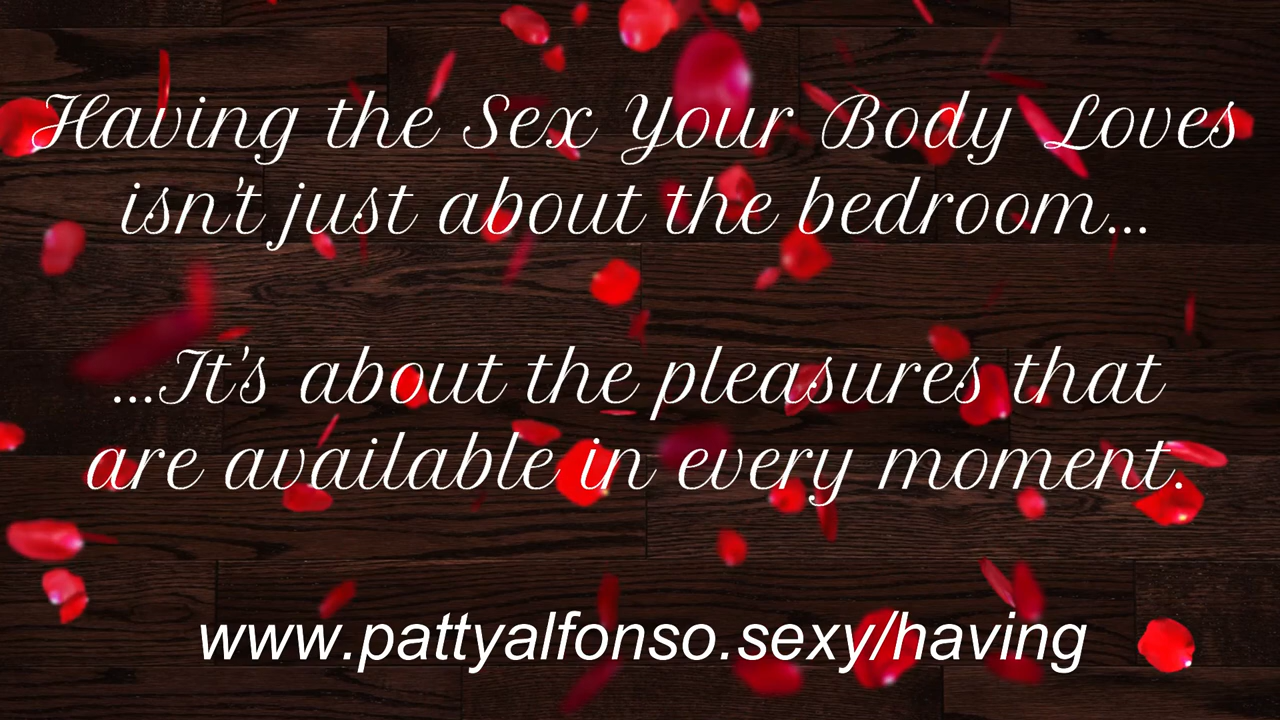 Having the Sex Your Body Loves
isn't just about the bedroom...
...It's about the pleasures that
are available in every moment.
www.pattyalfonso.sexy/having